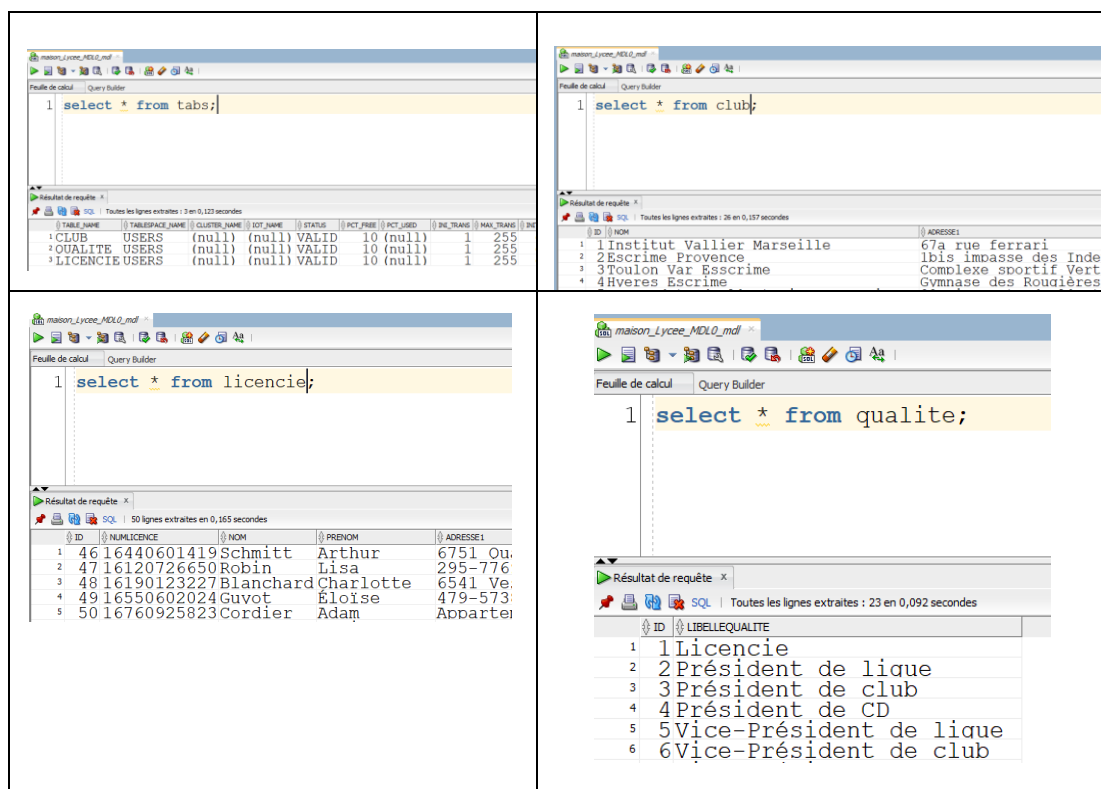 maison_Lycee_MDL0_mdl
Feuille de calcul Query Builder
1 select * from tabs;
Résultat de requête x
SQL | Toutes les lignes extraites : 3 en 0,123 secondes
TABLE_NAME TABLESPACE_NAME CLUSTER_NAME IOT_NAME STATUS PCT_FREE PCT_USED INI_TRANS MAX_TRANS
1 CLUB USERS (null) (null) VALID 10 (null) 1 255
2 QUALITE USERS (null) (null) VALID 10 (null) 1 255
3 LICENCIE USERS (null) (null) VALID 10 (null) 1 255
maison_Lycee_MDL0_mdl
Feuille de calcul Query Builder
1 select * from club;
Résultat de requête x
SQL | Toutes les lignes extraites : 26 en 0,157 secondes
ID NOM ADRESSE1
1 1 Institut Vallier Marseille 67a rue ferrari
2 2 Escrime Provence 1bis impasse des Inde
3 3 Toulon Var Esscrime Complexe sportif Vert
4 4 Hyeres Escrime Gymnase des Rougières
maison_Lycee_MDL0_mdl
Feuille de calcul Query Builder
1 select * from licencie;
Résultat de requête x
SQL | 50 lignes extraites en 0,165 secondes
ID NUMLICENCE NOM PRENOM ADRESSE1
1 46 16440601419 Schmitt Arthur 6751 Qua
2 47 16120726650 Robin Lisa 295-776
3 48 16190123227 Blanchard Charlotte 6541 Ve
4 49 16550602024 Guyot Éloïse 479-573
5 50 16760925823 Cordier Adam Apparter
maison_Lycee_MDL0_mdl
Feuille de calcul Query Builder
1 select * from qualite;
Résultat de requête x
SQL | Toutes les lignes extraites : 23 en 0,092 secondes
ID LIBELLEQUALITE
1 1 Licencie
2 2 Président de ligue
3 3 Président de club
4 4 Président de CD
5 5 Vice-Président de ligue
6 6 Vice-Président de club